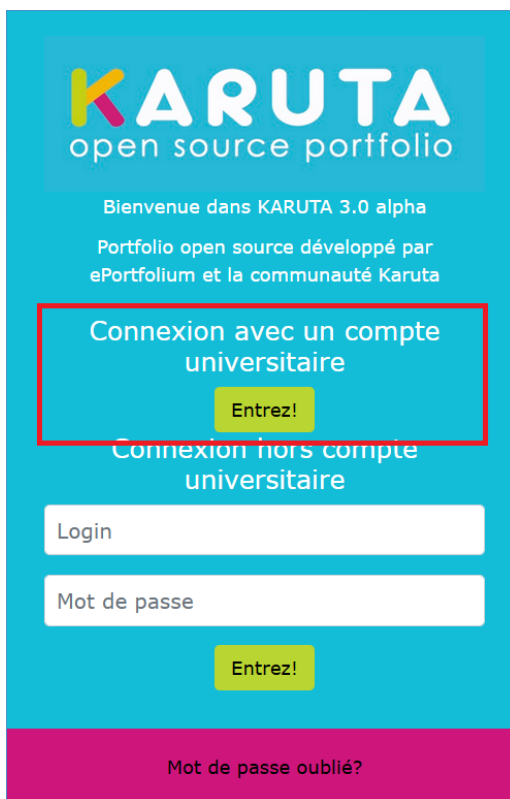 KARUTA
open source portfolio
Bienvenue dans KARUTA 3.0 alpha
Portfolio open source développé par
ePortfolium et la communauté Karuta
Connexion avec un compte
universitaire
Entrez!
Connexion hors compte
universitaire
Login
Mot de passe
Entrez!
Mot de passe oublié?